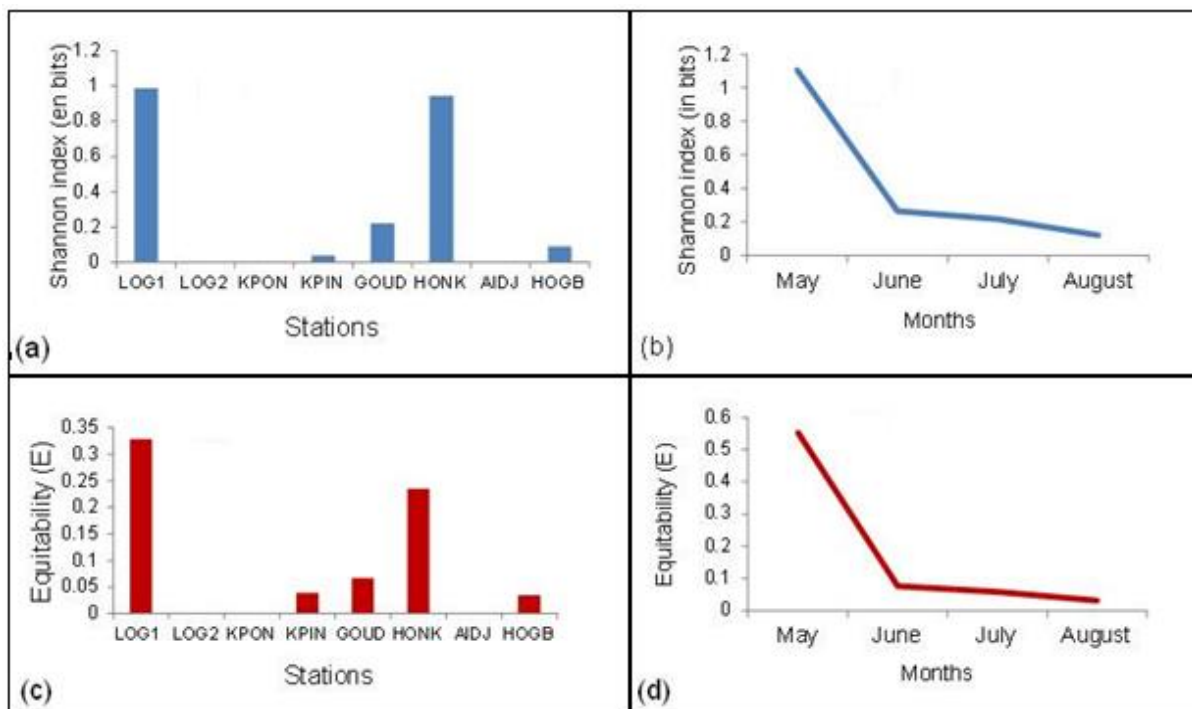 Shannon index (en bits)
1.2
1
0.8
0.6
0.4
0.2
0
LOG1 LOG2 KPON KPIN GOUD HONK AIDJ HOGB
Stations
(a)
Shannon index (in bits)
1.2
1
0.8
0.6
0.4
0.2
0
May June July August
Months
(b)
Equitability (E)
0.35
0.3
0.25
0.2
0.15
0.1
0.05
0
LOG1 LOG2 KPON KPIN GOUD HONK AIDJ HOGB
Stations
(c)
Equitability (E)
0.6
0.5
0.4
0.3
0.2
0.1
0
May June July August
Months
(d)